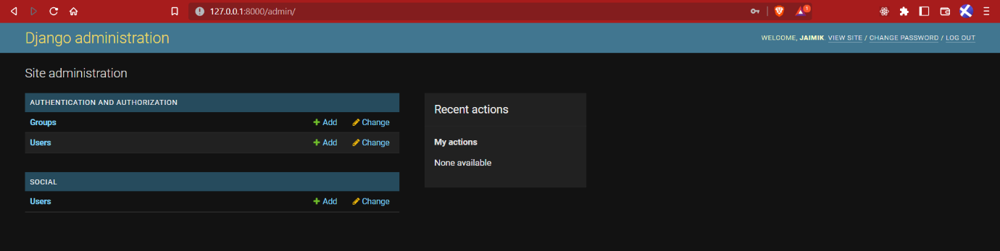 127.0.0.1:8000/admin/
1
Django administration
WELCOME, JAIMIK. VIEW SITE / CHANGE PASSWORD / LOG OUT
Site administration
AUTHENTICATION AND AUTHORIZATION
Groups Add Change
Users Add Change
SOCIAL
Users Add Change
Recent actions
My actions
None available